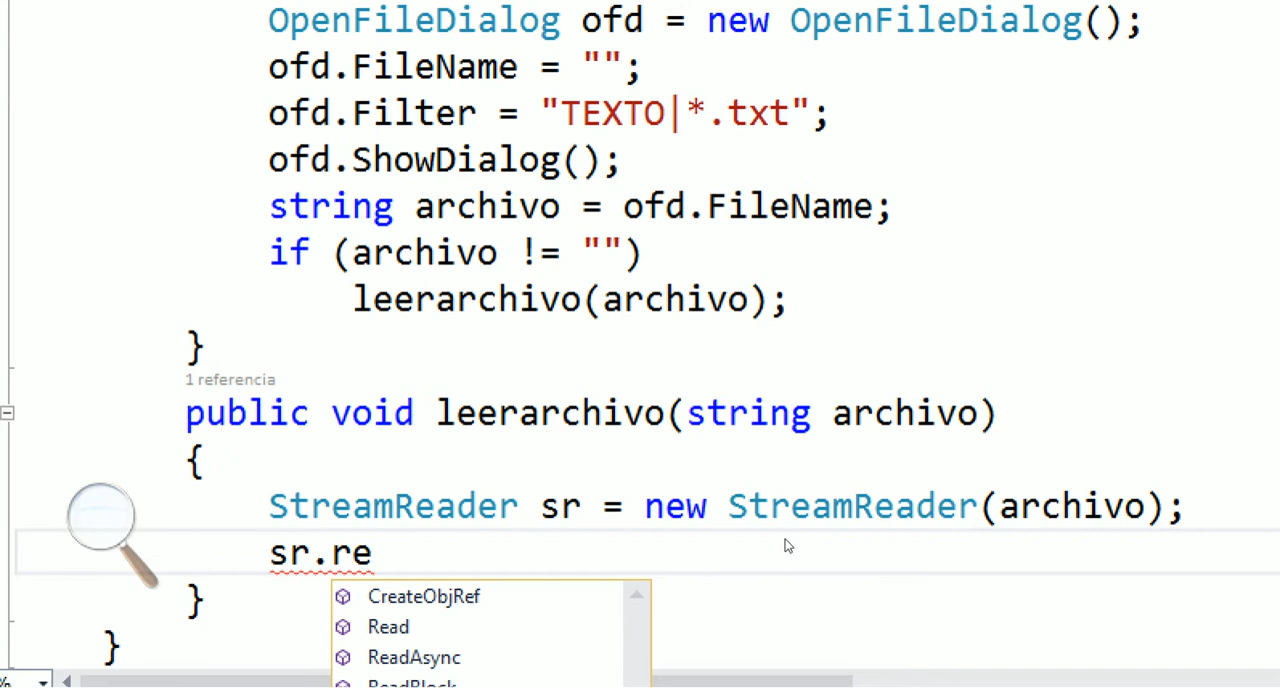 OpenFileDialog ofd = new OpenFileDialog();
ofd.FileName = "";
ofd.Filter = "TEXTO|*.txt";
ofd.ShowDialog();
string archivo = ofd.FileName;
if (archivo != "")
leerarchivo(archivo);
}
1 referencia
public void leerarchivo(string archivo)
{
StreamReader sr = new StreamReader(archivo);
sr.re
}
CreateObjRef
Read
}
ReadAsync
ReadBlock
%